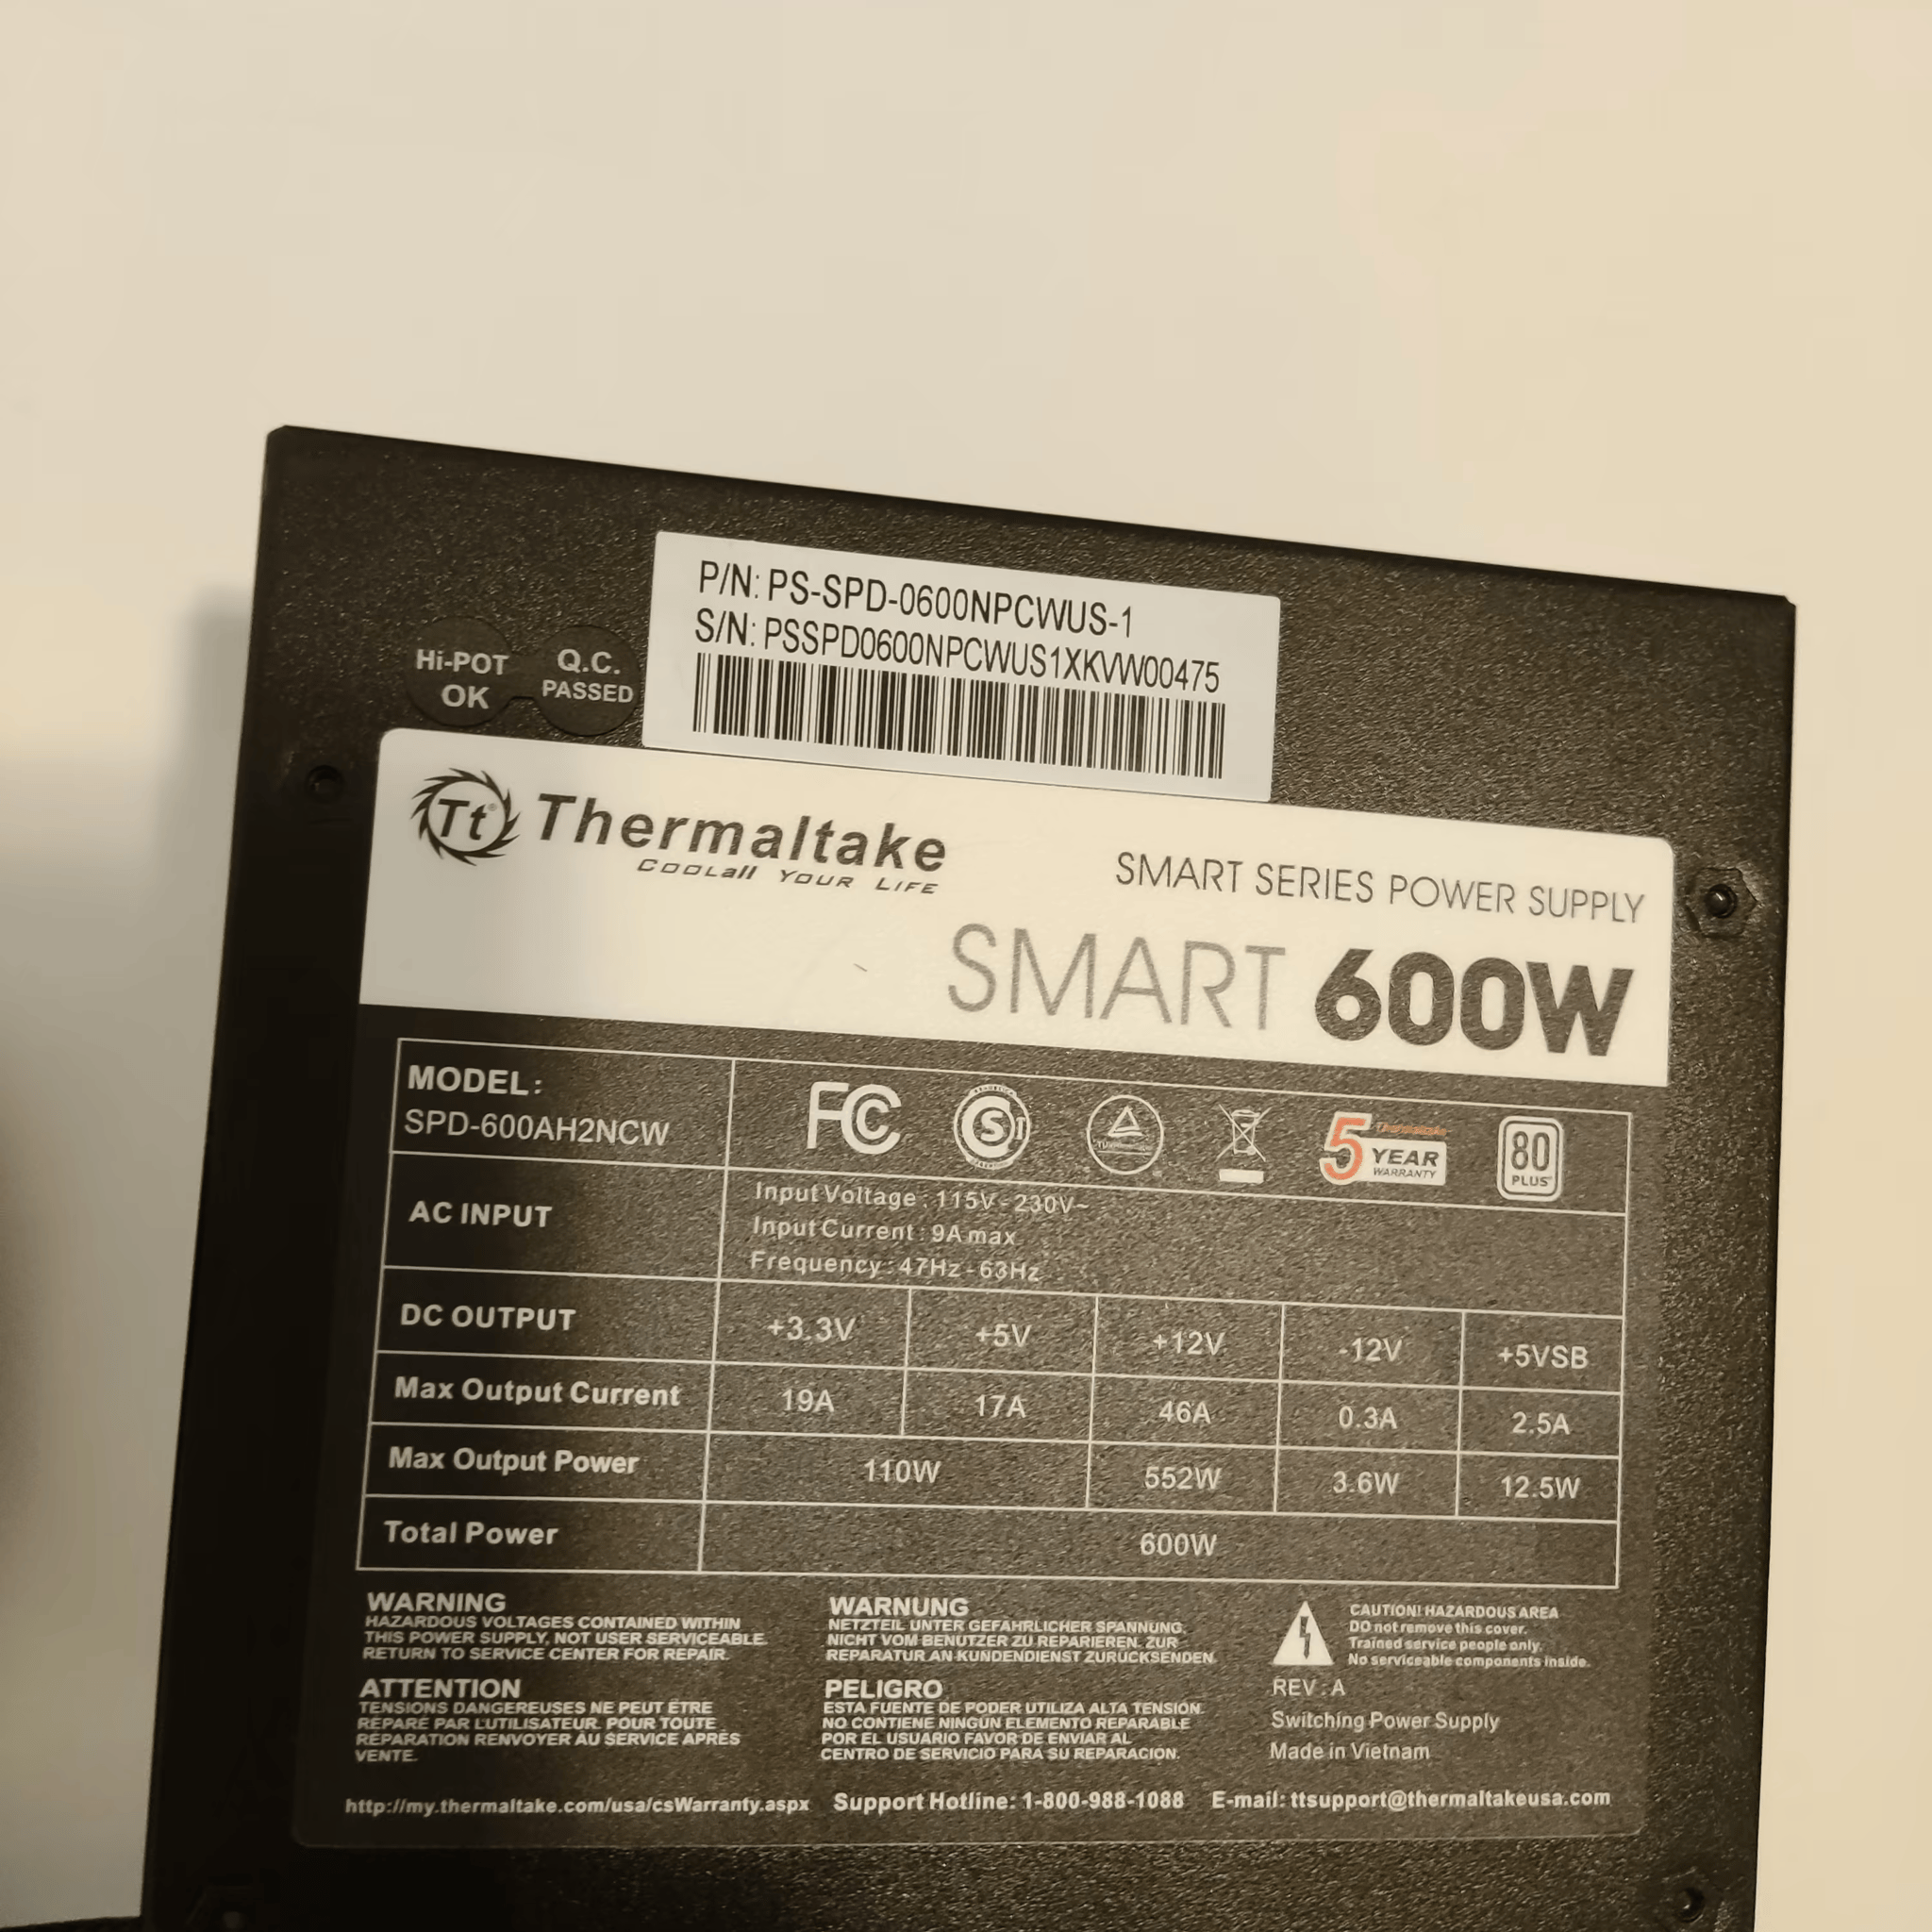 P/N: PS-SPD-0600NPCWUS-1
S/N: PSSPD0600NPCWUS1XKVW00475
Hi-POT
OK
Q.C.
PASSED
Tt Thermaltake
COOLall YOUR LIFE
SMART SERIES POWER SUPPLY
SMART 600W
MODEL:
SPD-600AH2NCW
FC
Thermaltake
5 YEAR
WARRANTY
80
PLUS
AC INPUT
Input Voltage : 115V - 230V~
Input Current : 9A max
Frequency : 47Hz - 63Hz
DC OUTPUT +3.3V +5V +12V -12V +5VSB
Max Output Current 19A 17A 46A 0.3A 2.5A
Max Output Power 110W 552W 3.6W 12.5W
Total Power 600W
WARNING
HAZARDOUS VOLTAGES CONTAINED WITHIN
THIS POWER SUPPLY, NOT USER SERVICEABLE.
RETURN TO SERVICE CENTER FOR REPAIR.
WARNUNG
NETZTEIL UNTER GEFÄHRLICHER SPANNUNG.
NICHT VOM BENUTZER ZU REPARIEREN. ZUR
REPARATUR AN KUNDENDIENST ZURÜCKSENDEN.
CAUTION! HAZARDOUS AREA
DO not remove this cover.
Trained service people only.
No serviceable components inside.
ATTENTION
TENSIONS DANGEREUSES NE PEUT ÊTRE
RÉPARÉ PAR L'UTILISATEUR. POUR TOUTE
RÉPARATION RENVOYER AU SERVICE APRÈS
VENTE.
PELIGRO
ESTA FUENTE DE PODER UTILIZA ALTA TENSIÓN.
NO CONTIENE NINGÚN ELEMENTO REPARABLE
POR EL USUARIO FAVOR DE ENVIAR AL
CENTRO DE SERVICIO PARA SU REPARACIÓN.
REV : A
Switching Power Supply
Made in Vietnam
http://my.thermaltake.com/usa/csWarranty.aspx Support Hotline: 1-800-988-1088 E-mail: ttsupport@thermaltakeusa.com